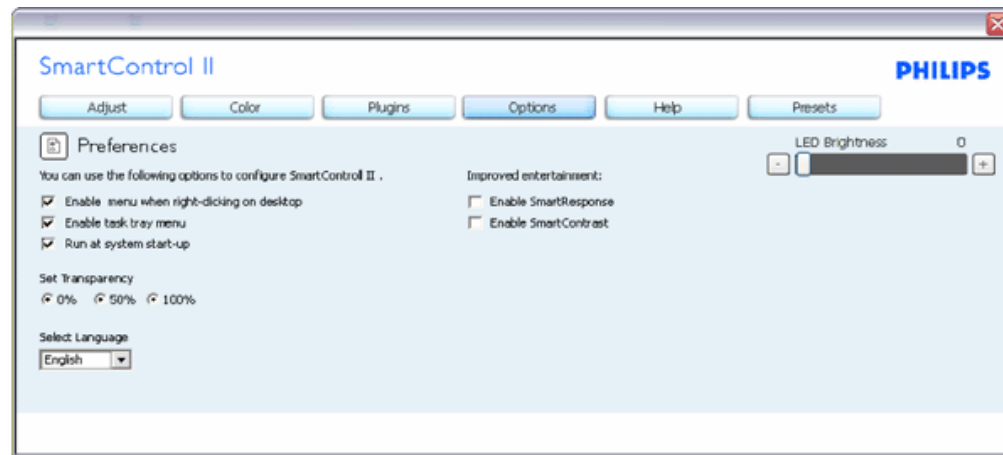 SmartControl II
PHILIPS
Adjust Color Plugins Options Help Presets
Preferences
LED Brightness 0
- +
You can use the following options to configure SmartControl II .
Improved entertainment:
Enable menu when right-clicking on desktop
Enable SmartResponse
Enable task tray menu
Enable SmartContrast
Run at system start-up
Set Transparency
0% 50% 100%
Select Language
English